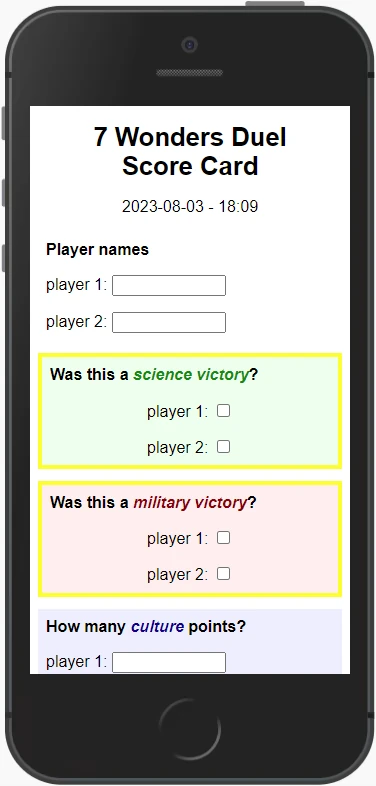 7 Wonders Duel
Score Card
2023-08-03 - 18:09
Player names
player 1:
player 2:
Was this a science victory?
player 1:
player 2:
Was this a military victory?
player 1:
player 2:
How many culture points?
player 1: